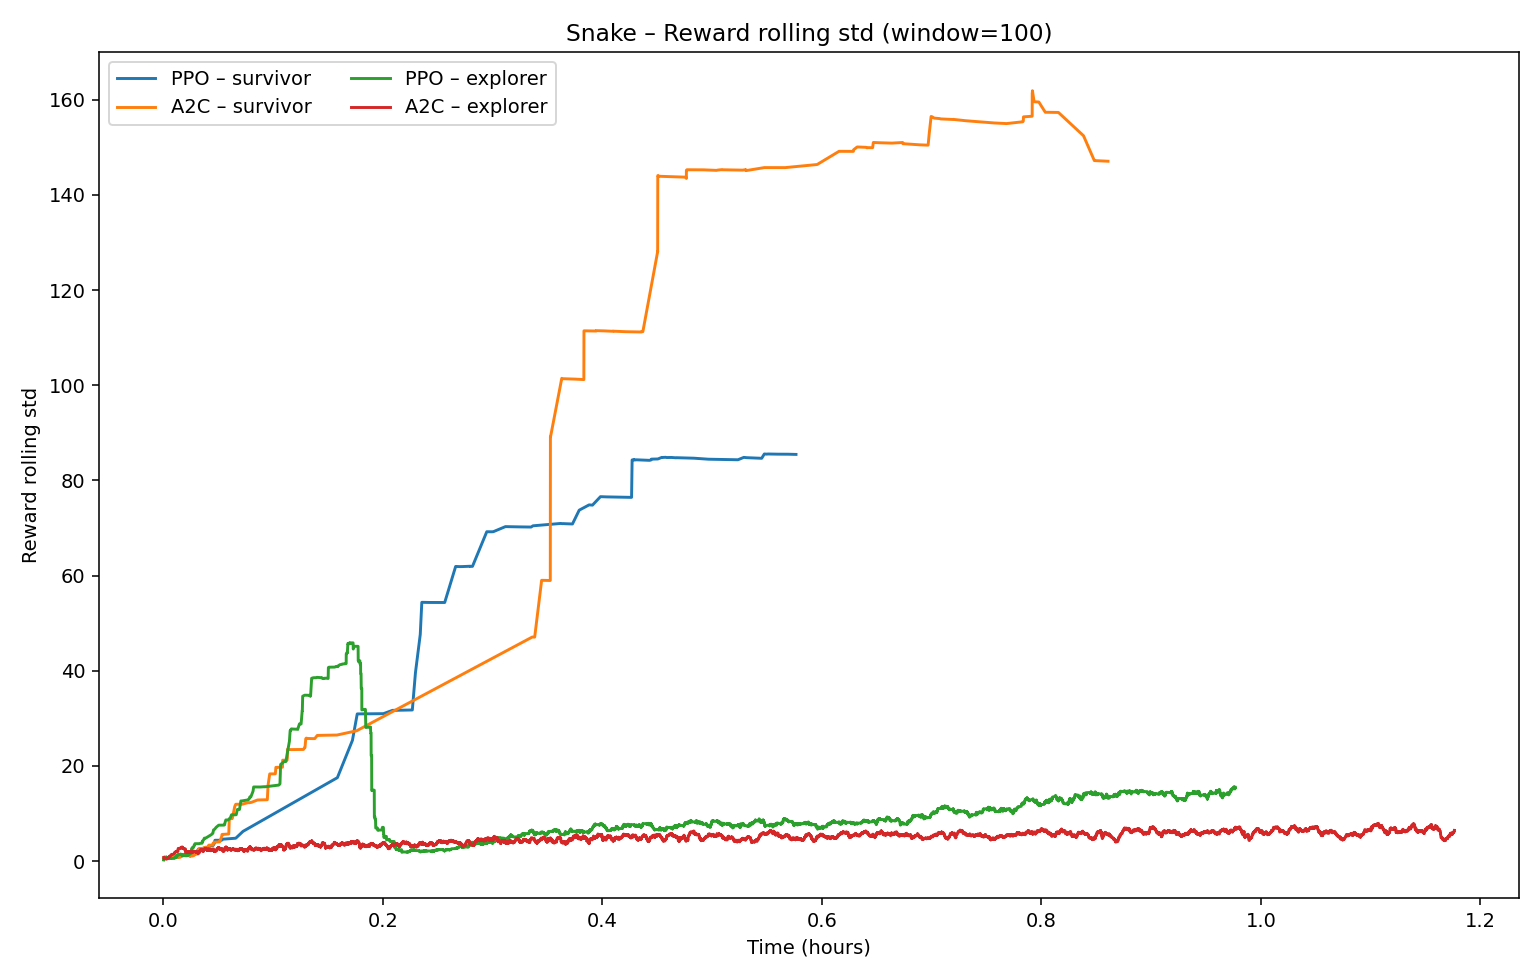 Snake – Reward rolling std (window=100)
PPO – survivor
A2C – survivor
PPO – explorer
A2C – explorer
Reward rolling std
160
140
120
100
80
60
40
20
0
0.0 0.2 0.4 0.6 0.8 1.0 1.2
Time (hours)